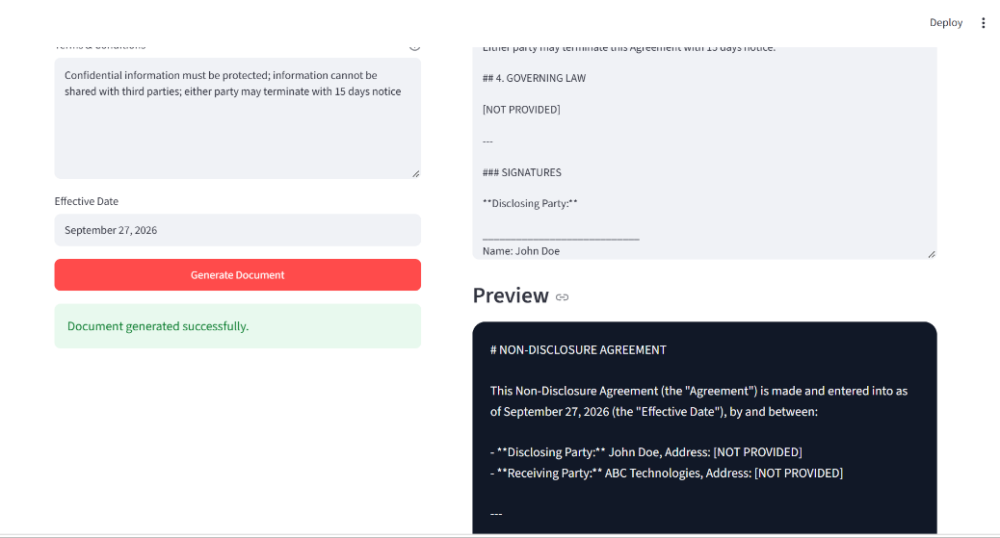 Deploy
Terms & Conditions
Confidential information must be protected; information cannot be
shared with third parties; either party may terminate with 15 days notice
Effective Date
September 27, 2026
Generate Document
Document generated successfully.
Either party may terminate this Agreement with 15 days notice.
## 4. GOVERNING LAW
[NOT PROVIDED]
---
### SIGNATURES
**Disclosing Party:**
______________________________
Name: John Doe
Preview
# NON-DISCLOSURE AGREEMENT
This Non-Disclosure Agreement (the "Agreement") is made and entered into as
of September 27, 2026 (the "Effective Date"), by and between:
- **Disclosing Party:** John Doe, Address: [NOT PROVIDED]
- **Receiving Party:** ABC Technologies, Address: [NOT PROVIDED]
---